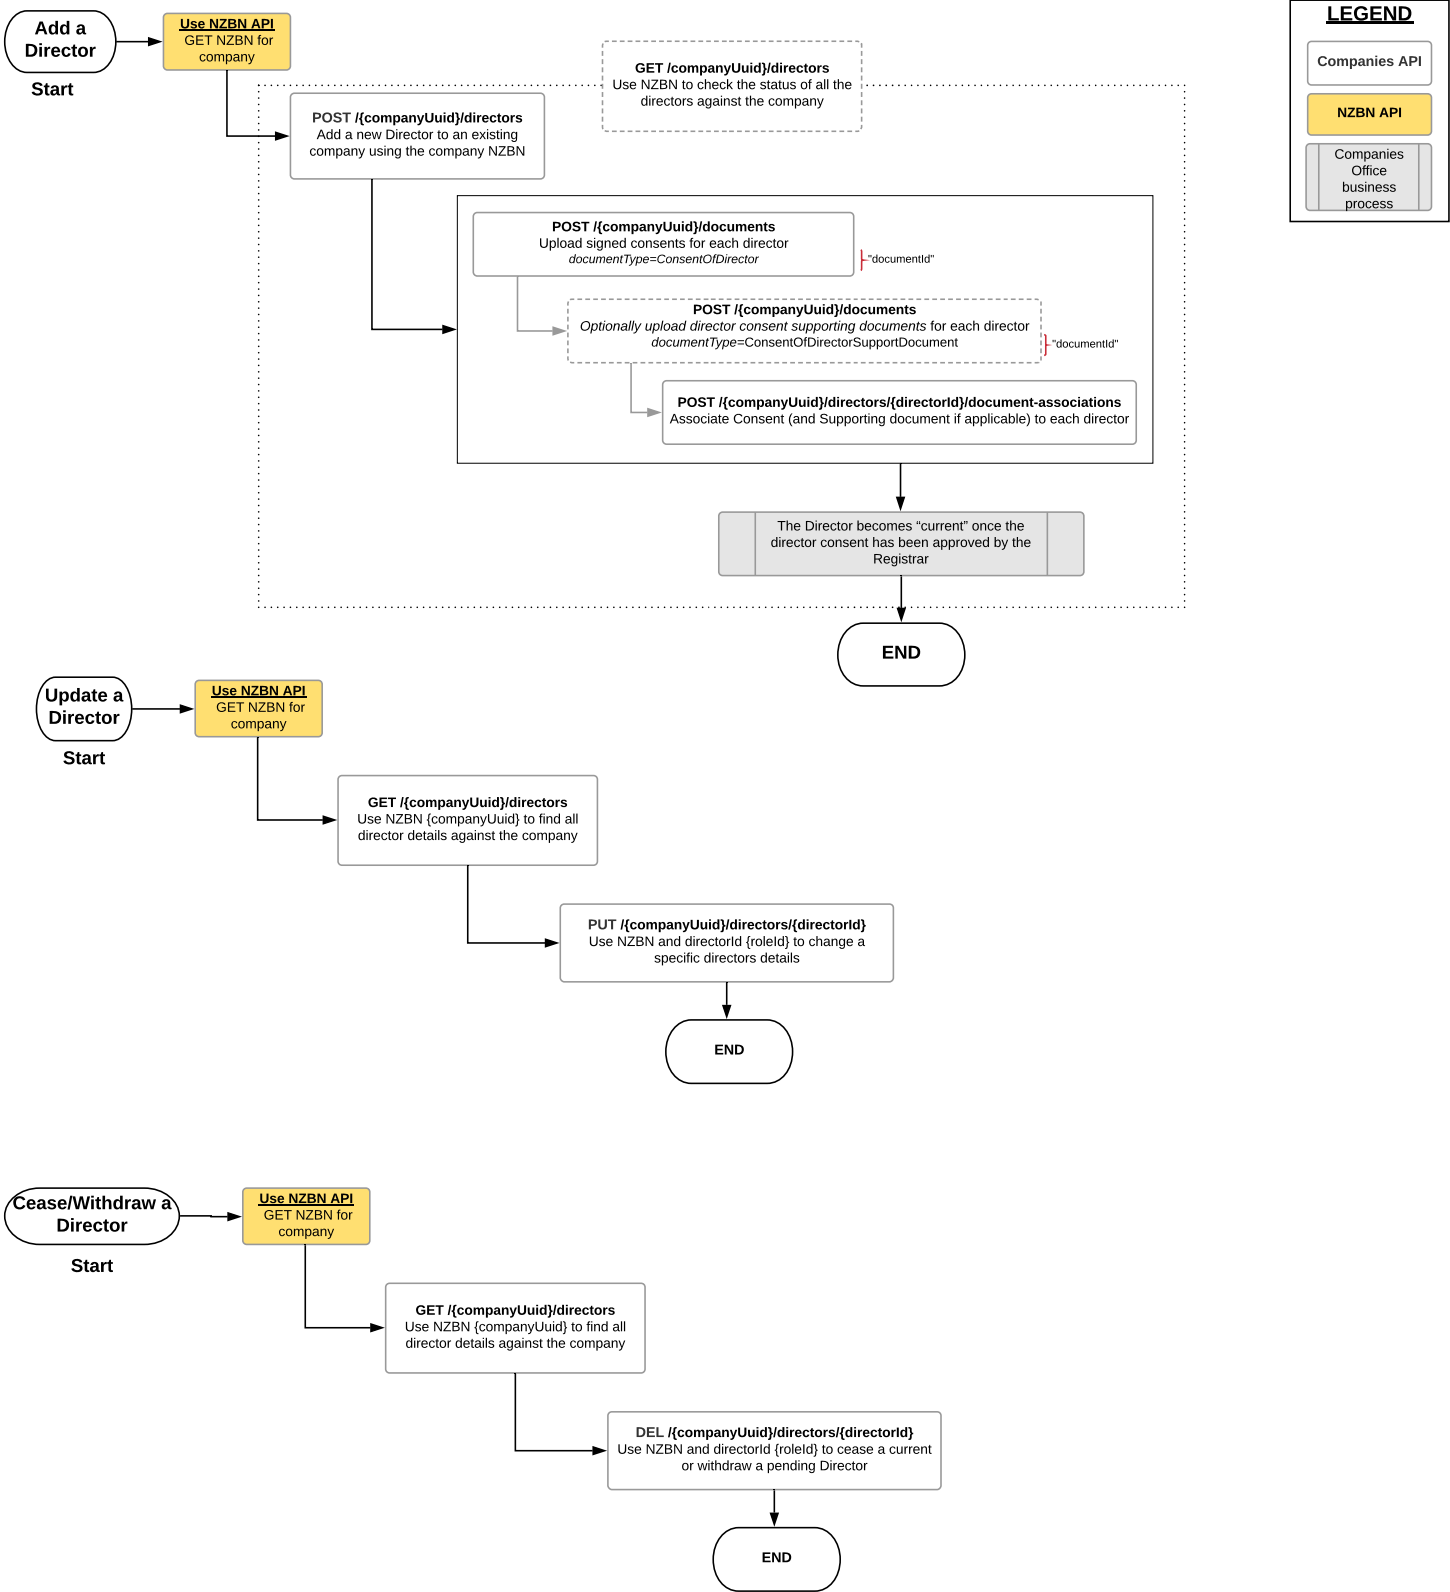 Add a
Director
Start
Use NZBN API
GET NZBN for
company
GET /companyUuid}/directors
Use NZBN to check the status of all the
directors against the company
LEGEND
Companies API
NZBN API
Companies
Office
business
process
POST /{companyUuid}/directors
Add a new Director to an existing
company using the company NZBN
POST /{companyUuid}/documents
Upload signed consents for each director
documentType=ConsentOfDirector
"documentId"
POST /{companyUuid}/documents
Optionally upload director consent supporting documents for each director
documentType=ConsentOfDirectorSupportDocument
"documentId"
POST /{companyUuid}/directors/{directorId}/document-associations
Associate Consent (and Supporting document if applicable) to each director
The Director becomes “current” once the
director consent has been approved by the
Registrar
END
Update a
Director
Start
Use NZBN API
GET NZBN for
company
GET /{companyUuid}/directors
Use NZBN {companyUuid} to find all
director details against the company
PUT /{companyUuid}/directors/{directorId}
Use NZBN and directorId {roleId} to change a
specific directors details
END
Cease/Withdraw a
Director
Start
Use NZBN API
GET NZBN for
company
GET /{companyUuid}/directors
Use NZBN {companyUuid} to find all
director details against the company
DEL /{companyUuid}/directors/{directorId}
Use NZBN and directorId {roleId} to cease a current
or withdraw a pending Director
END